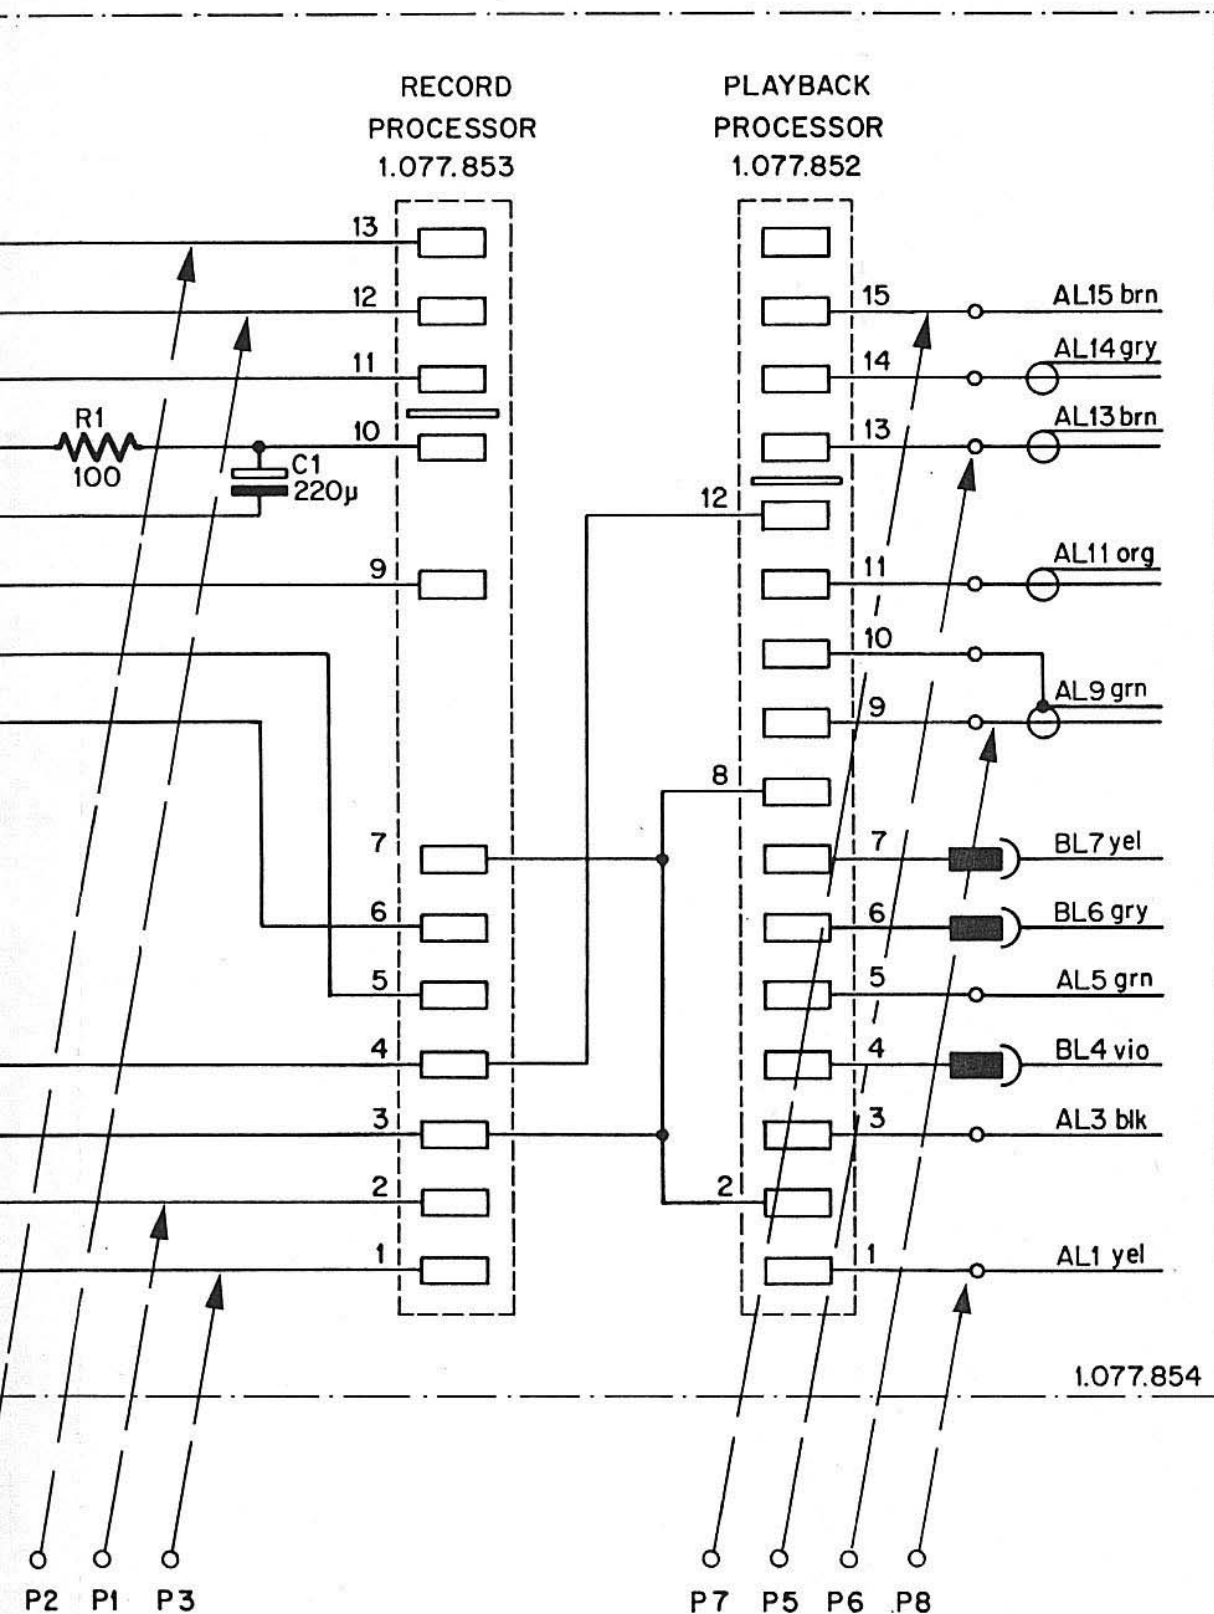 RECORD
PROCESSOR
1.077.853
PLAYBACK
PROCESSOR
1.077.852
13
12
11
R1
100
10
C1
220µ
9
7
6
5
4
3
2
1
15 AL15 brn
14 AL14 gry
13 AL13 brn
12
11 AL11 org
10
9 AL9 grn
8
7 BL7 yel
6 BL6 gry
5 AL5 grn
4 BL4 vio
3 AL3 blk
2
1 AL1 yel
1.077.854
P2 P1 P3 P7 P5 P6 P8